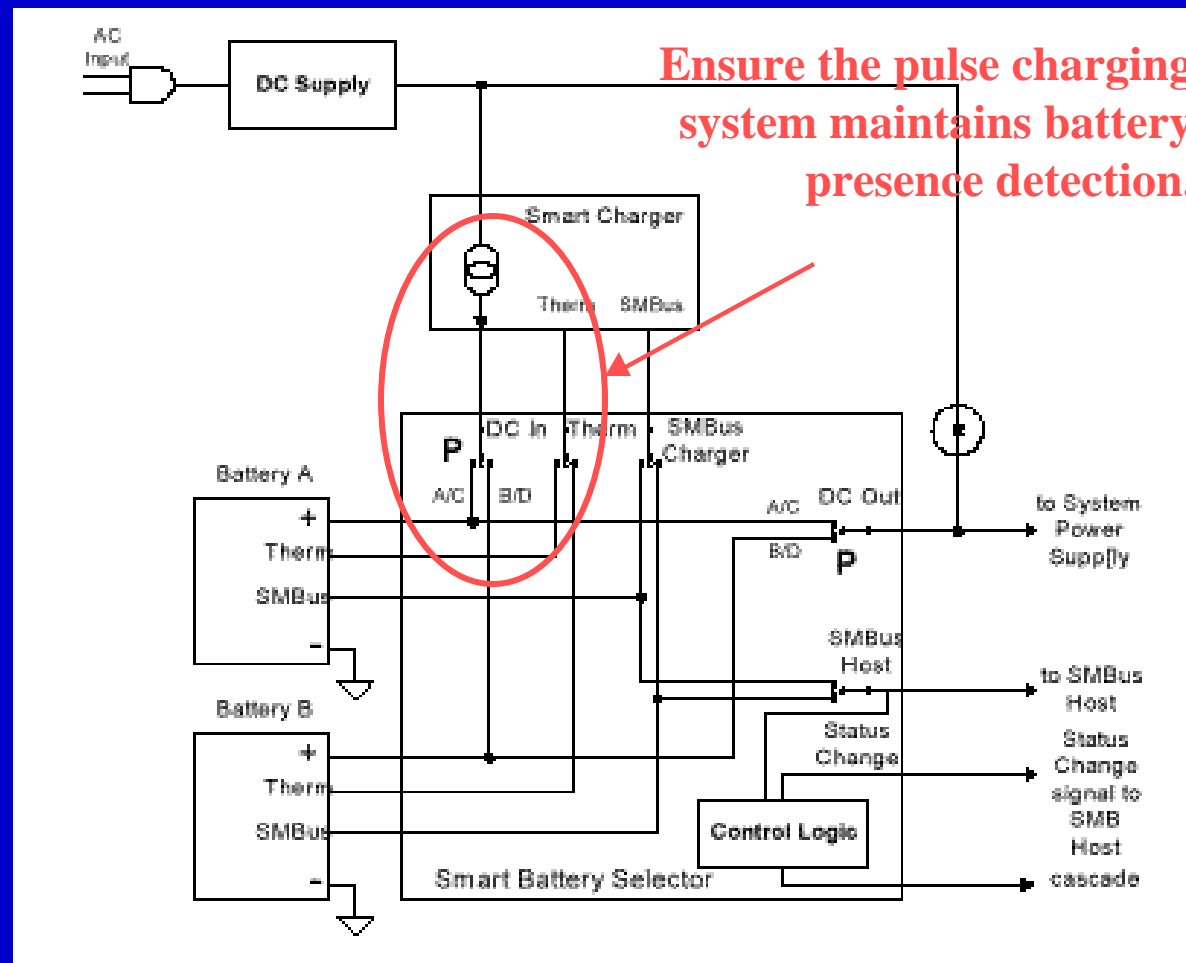 AC
Input
DC Supply
Ensure the pulse charging
system maintains battery
presence detection.
Smart Charger
Therm SMBus
DC In Therm SMBus
Charger
P
A/C B/D
Battery A
+
Therm
SMBus
-
A/C DC Out
B/D
P
to System
Power
Supp[ly
SMBus
Host
to SMBus
Host
Battery B
+
Therm
SMBus
-
Status
Change
Status
Change
signal to
SMB
Host
Control Logic
cascade
Smart Battery Selector